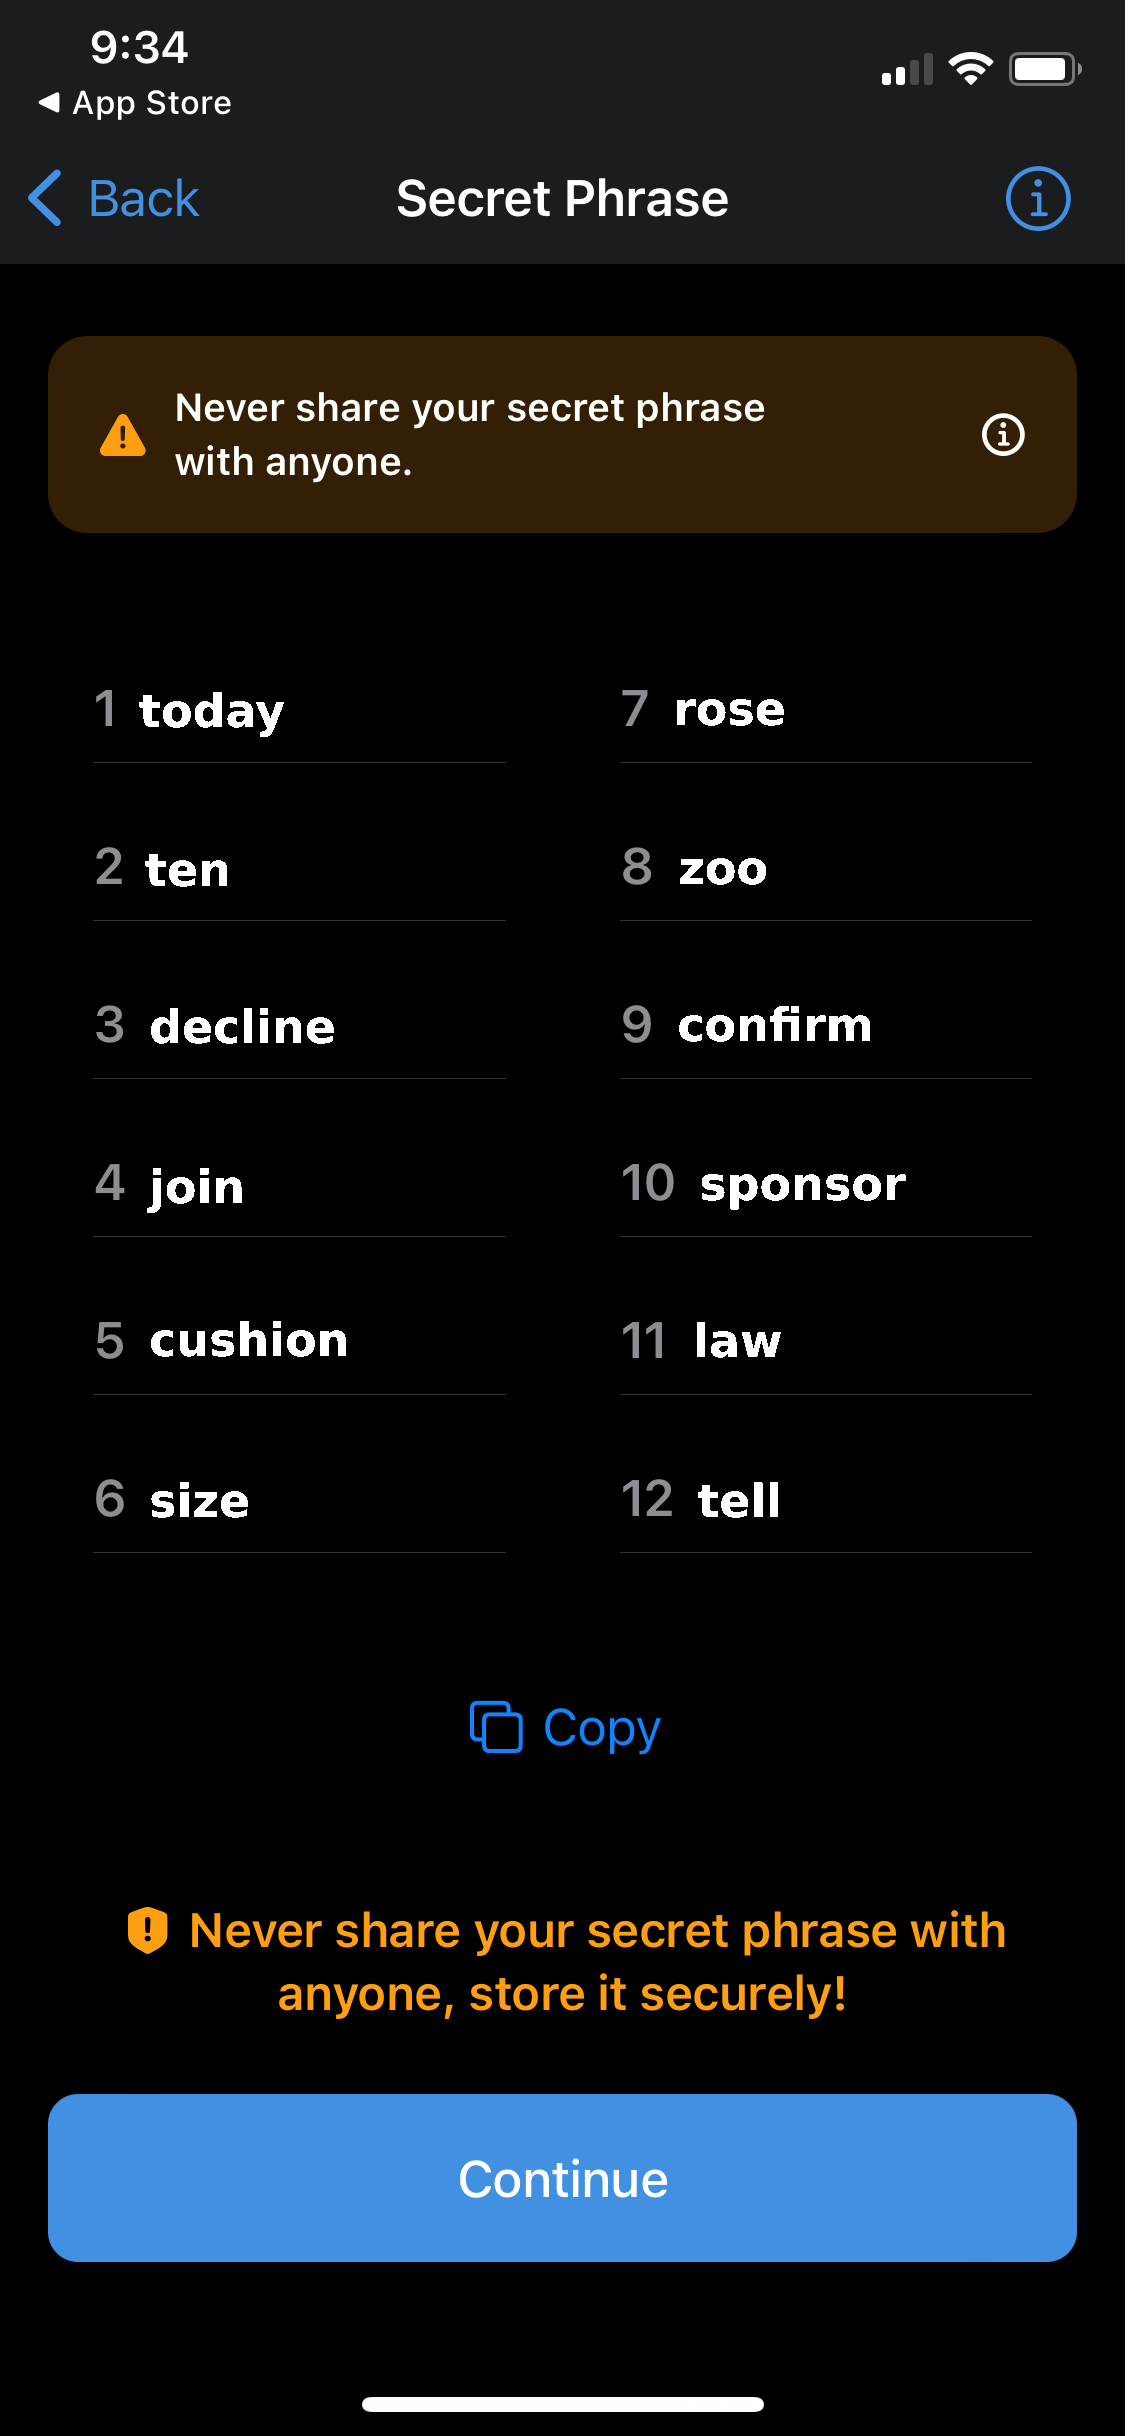 9:34
App Store
Back
Secret Phrase
Never share your secret phrase
with anyone.
1 today
2 ten
3 decline
4 join
5 cushion
6 size
7 rose
8 zoo
9 confirm
10 sponsor
11 law
12 tell
Copy
Never share your secret phrase with
anyone, store it securely!
Continue